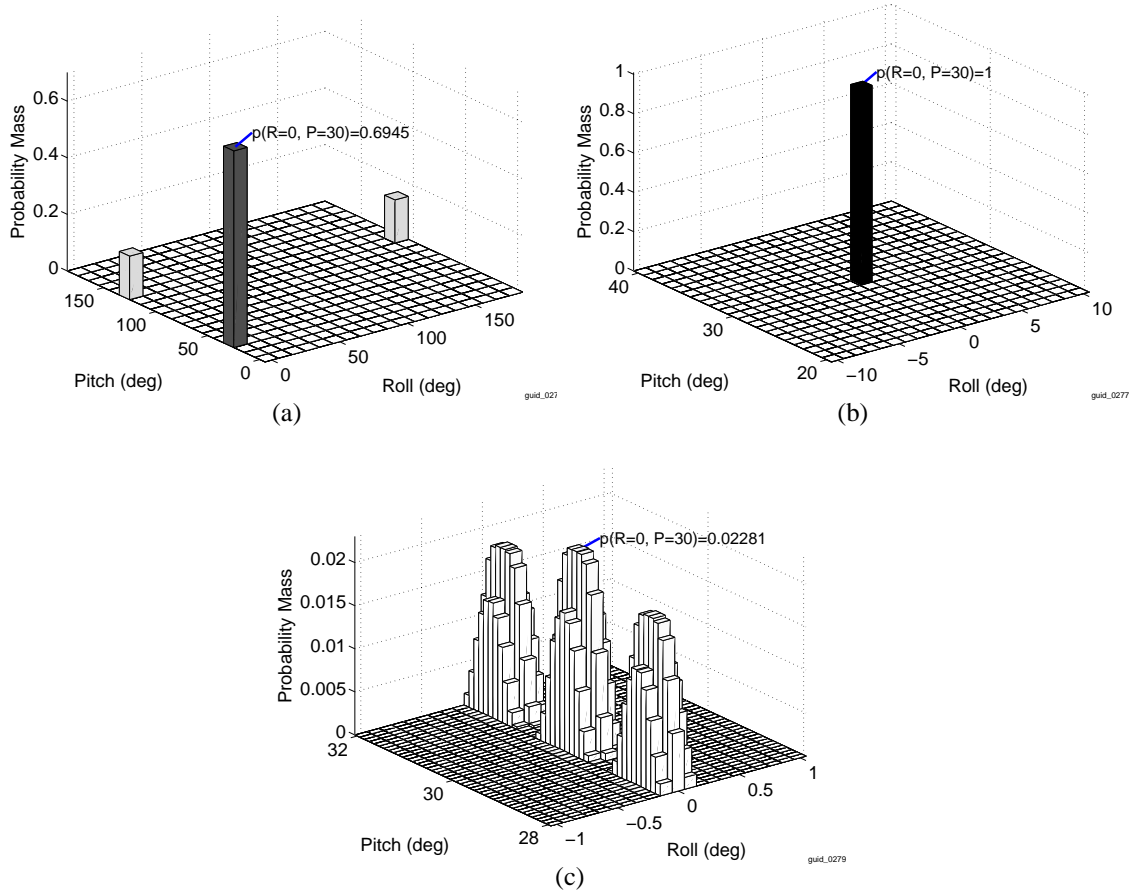 p(R=0, P=30)=0.6945
Probability Mass
0.6
0.4
0.2
0
150
100
50
0
0
50
100
150
Pitch (deg)
Roll (deg)
guid_027
(a)
p(R=0, P=30)=1
Probability Mass
1
0.8
0.6
0.4
0.2
0
40
30
20
−10
−5
0
5
10
Pitch (deg)
Roll (deg)
guid_0277
(b)
p(R=0, P=30)=0.02281
Probability Mass
0.02
0.015
0.01
0.005
0
32
30
28
−1
−0.5
0
0.5
1
Pitch (deg)
Roll (deg)
guid_0279
(c)